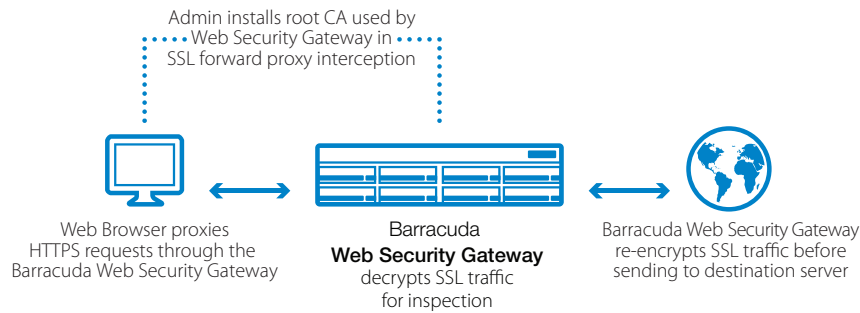 Admin installs root CA used by
Web Security Gateway in
SSL forward proxy interception
Web Browser proxies
HTTPS requests through the
Barracuda Web Security Gateway
Barracuda
Web Security Gateway
decrypts SSL traffic
for inspection
Barracuda Web Security Gateway
re-encrypts SSL traffic before
sending to destination server